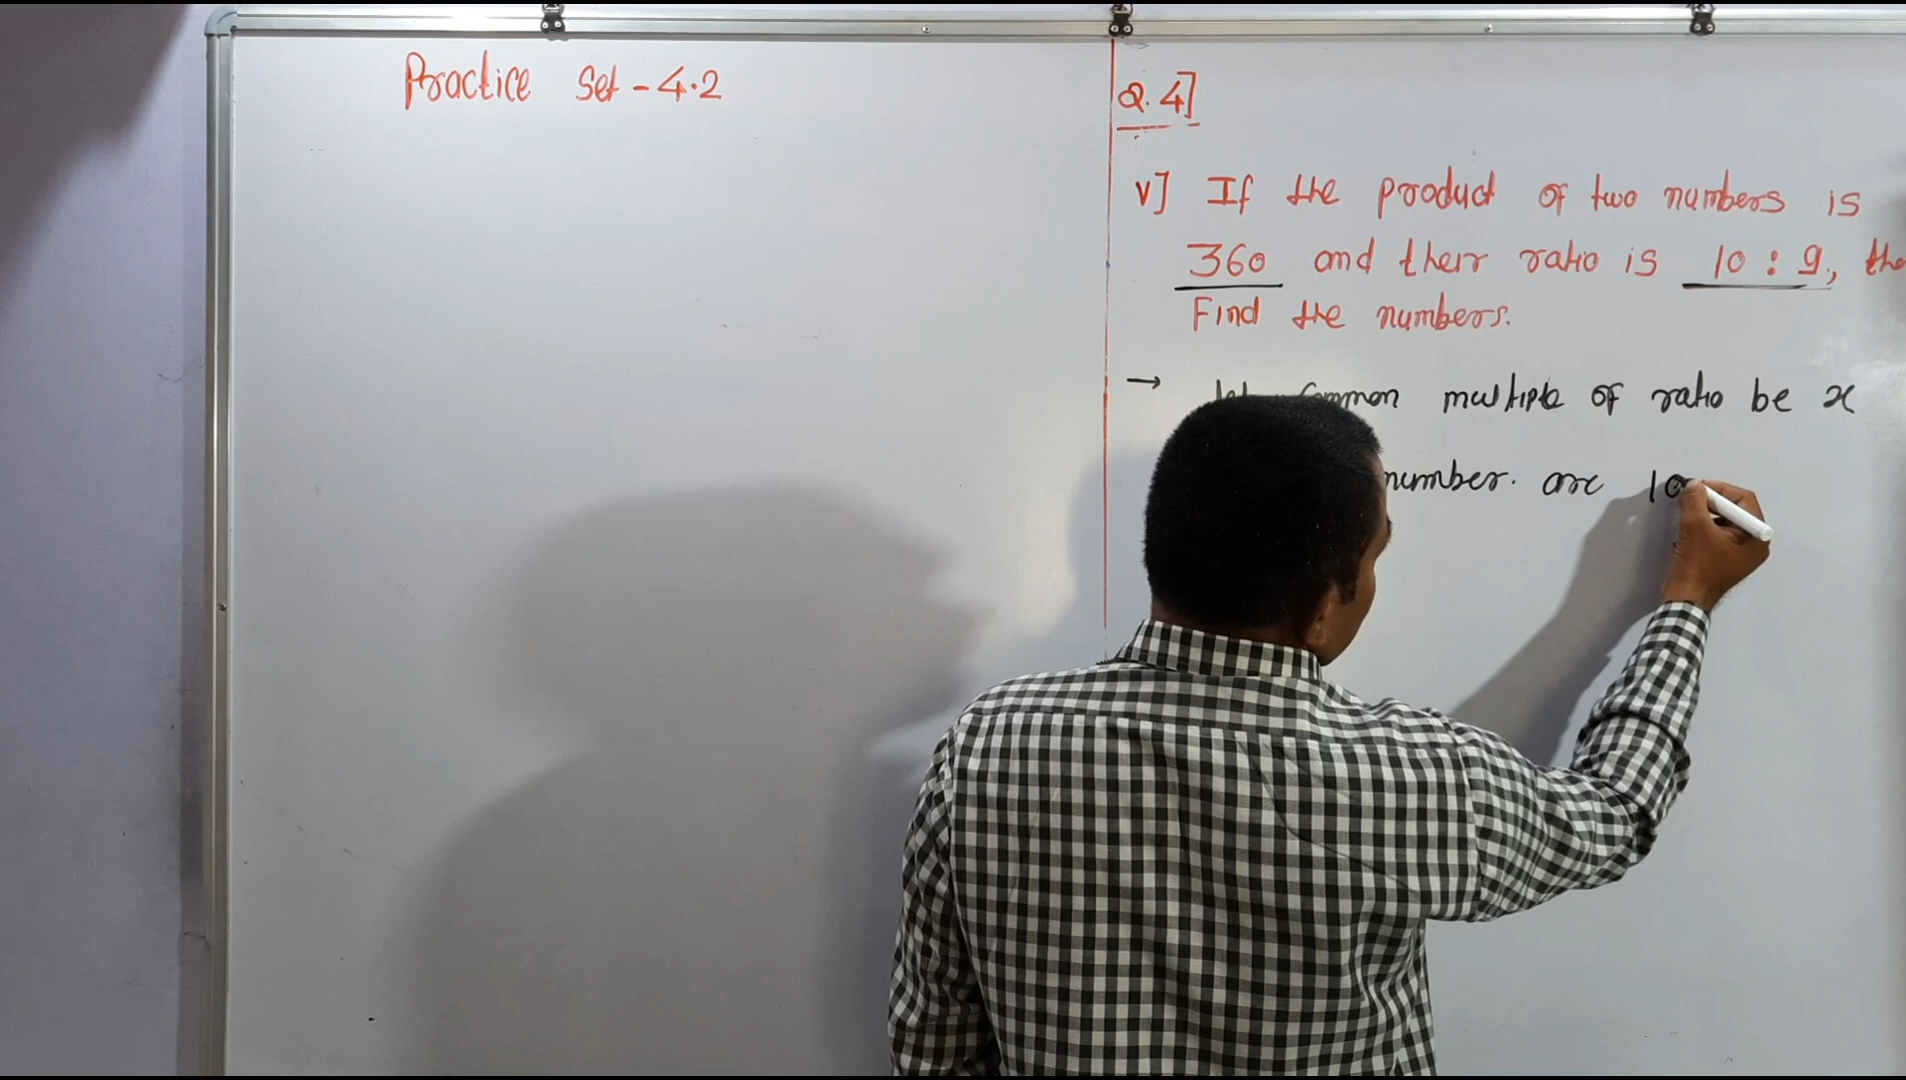 Practice Set - 4.2
Q. 4]
v] If the product of two numbers is
360 and their ratio is 10 : 9, the
Find the numbers.
→ Common multiple of ratio be x
number. are 10